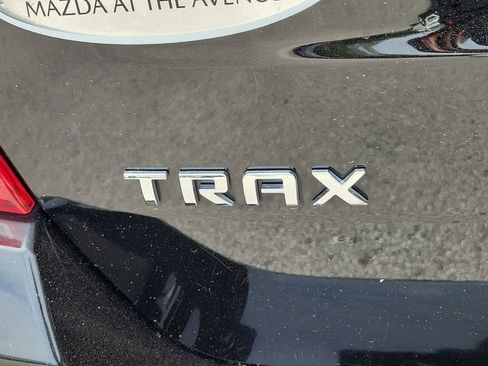 MAZDA AT THE AVENUE
TRAX